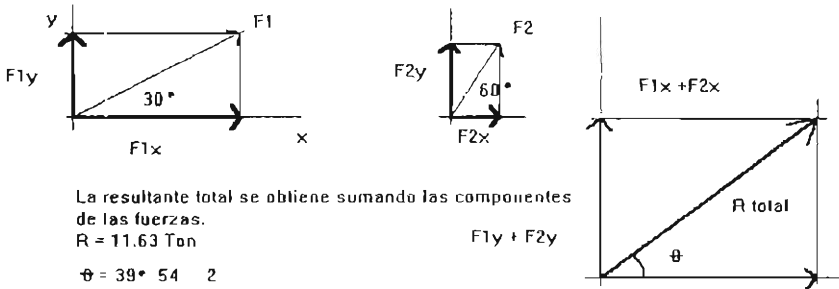 y
F1
F1y
30°
F1x
x
F2
F2y
60°
F2x
F1x +F2x
R total
F1y + F2y
θ
La resultante total se obtiene sumando las componentes
de las fuerzas.
R = 11.63 Ton
θ = 39° 54 2